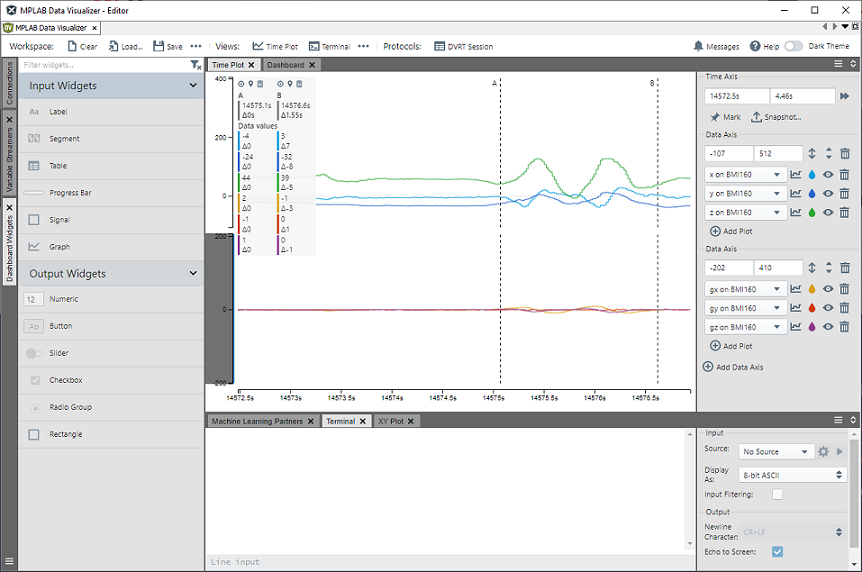 MPLAB Data Visualizer - Editor
MPLAB Data Visualizer
Workspace: Clear Load... Save Views: Time Plot Terminal Protocols: DVRT Session Messages Help Dark Theme
Connections
Variable Streamers
Dashboard Widgets
Filter widgets...
Input Widgets
Aa Label
Segment
Table
Progress Bar
Signal
Graph
Output Widgets
12 Numeric
Ab Button
Slider
Checkbox
Radio Group
Rectangle
Time Plot Dashboard
400
200
0
200
0
-200
A B
A B
14575.1s 14576.6s
Δ0s Δ1.55s
Data values
-4 3
Δ0 Δ7
-24 -32
Δ0 Δ-8
44 39
Δ0 Δ-5
2 -1
Δ0 Δ-3
-1 0
Δ0 Δ1
1 0
Δ0 Δ-1
14572.5s 14573s 14573.5s 14574s 14574.5s 14575s 14575.5s 14576s 14576.5s
Time Axis
14572.5s 4.46s
Mark Snapshot...
Data Axis
-107 512
x on BMI160
y on BMI160
z on BMI160
Add Plot
Data Axis
-202 410
gx on BMI160
gy on BMI160
gz on BMI160
Add Plot
Add Data Axis
Machine Learning Partners Terminal XY Plot
Line input
Input
Source: No Source
Display
As: 8-bit ASCII
Input Filtering:
Output
Newline
Character: CR+LF
Echo to Screen: